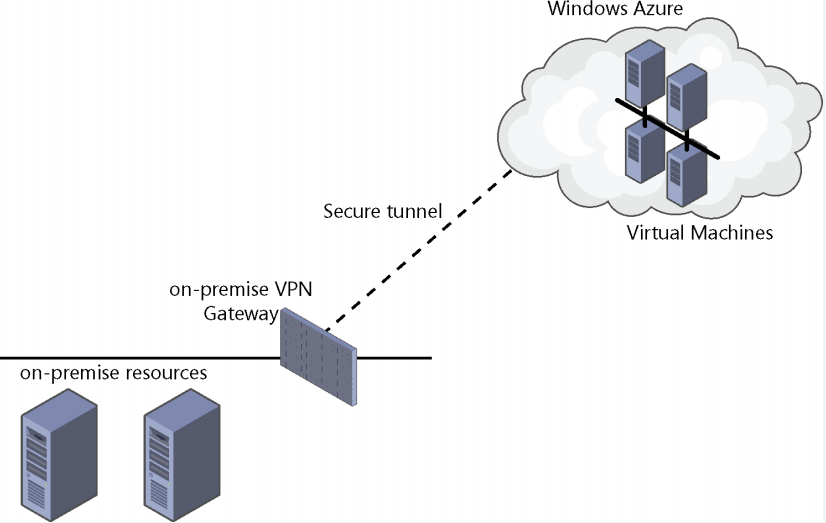 Windows Azure
Virtual Machines
Secure tunnel
on-premise VPN
Gateway
on-premise resources